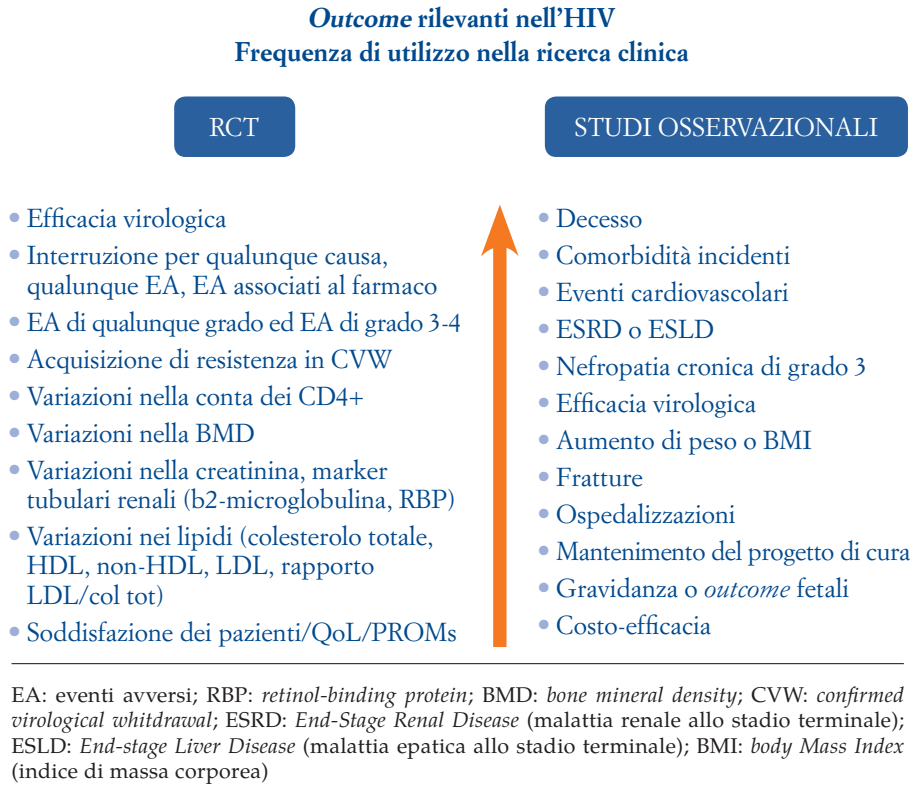 Outcome rilevanti nell'HIV
Frequenza di utilizzo nella ricerca clinica
RCT
Efficacia virologica
Interruzione per qualunque causa,
qualunque EA, EA associati al farmaco
EA di qualunque grado ed EA di grado 3-4
Acquisizione di resistenza in CVW
Variazioni nella conta dei CD4+
Variazioni nella BMD
Variazioni nella creatinina, marker
tubulari renali (b2-microglobulina, RBP)
Variazioni nei lipidi (colesterolo totale,
HDL, non-HDL, LDL, rapporto
LDL/col tot)
Soddisfazione dei pazienti/QoL/PROMs
STUDI OSSERVAZIONALI
Decesso
Comorbidità incidenti
Eventi cardiovascolari
ESRD o ESLD
Nefropatia cronica di grado 3
Efficacia virologica
Aumento di peso o BMI
Fratture
Ospedalizzazioni
Mantenimento del progetto di cura
Gravidanza o outcome fetali
Costo-efficacia
EA: eventi avversi; RBP: retinol-binding protein; BMD: bone mineral density; CVW: confirmed
virological whitdrawal; ESRD: End-Stage Renal Disease (malattia renale allo stadio terminale);
ESLD: End-stage Liver Disease (malattia epatica allo stadio terminale); BMI: body Mass Index
(indice di massa corporea)